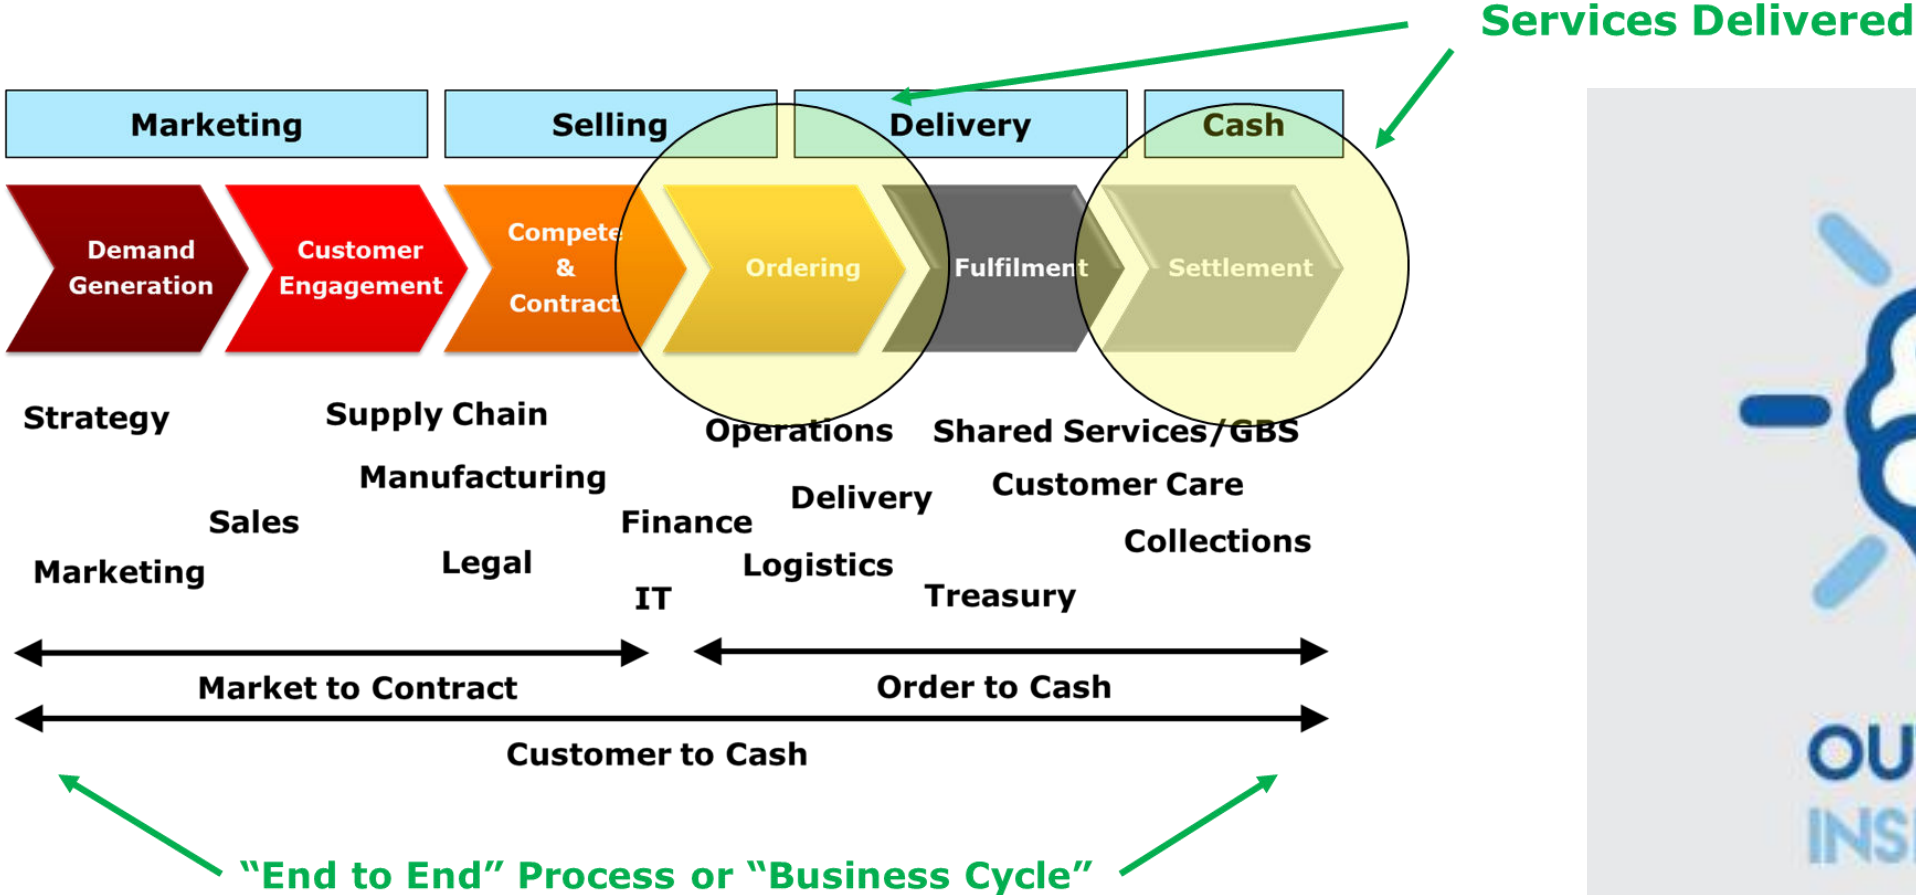 Services Delivered
Marketing
Selling
Delivery
Cash
Demand
Generation
Customer
Engagement
Compete
&
Contract
Ordering
Fulfilment
Settlement
Strategy
Supply Chain
Operations
Shared Services/GBS
Manufacturing
Customer Care
Delivery
Sales
Finance
Collections
Marketing
Legal
Logistics
IT
Treasury
Market to Contract
Order to Cash
Customer to Cash
“End to End” Process or “Business Cycle”